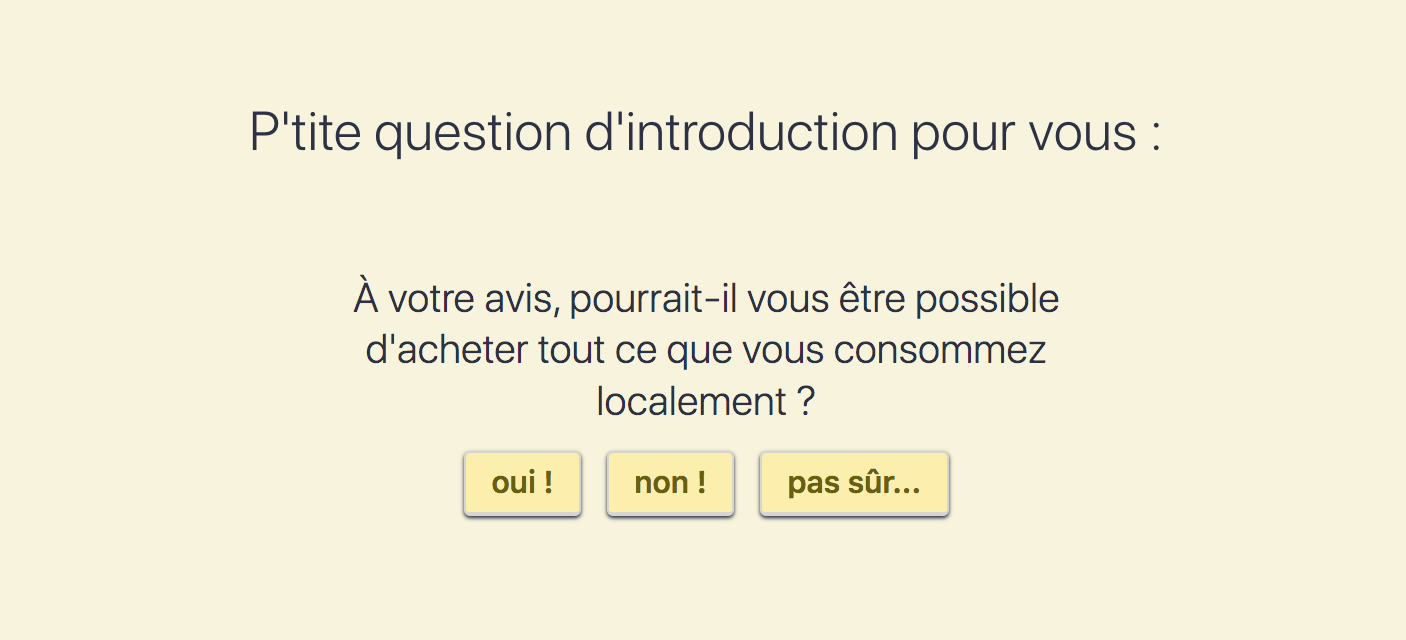 P'tite question d'introduction pour vous :
À votre avis, pourrait-il vous être possible
d'acheter tout ce que vous consommez
localement ?
oui !
non !
pas sûr...